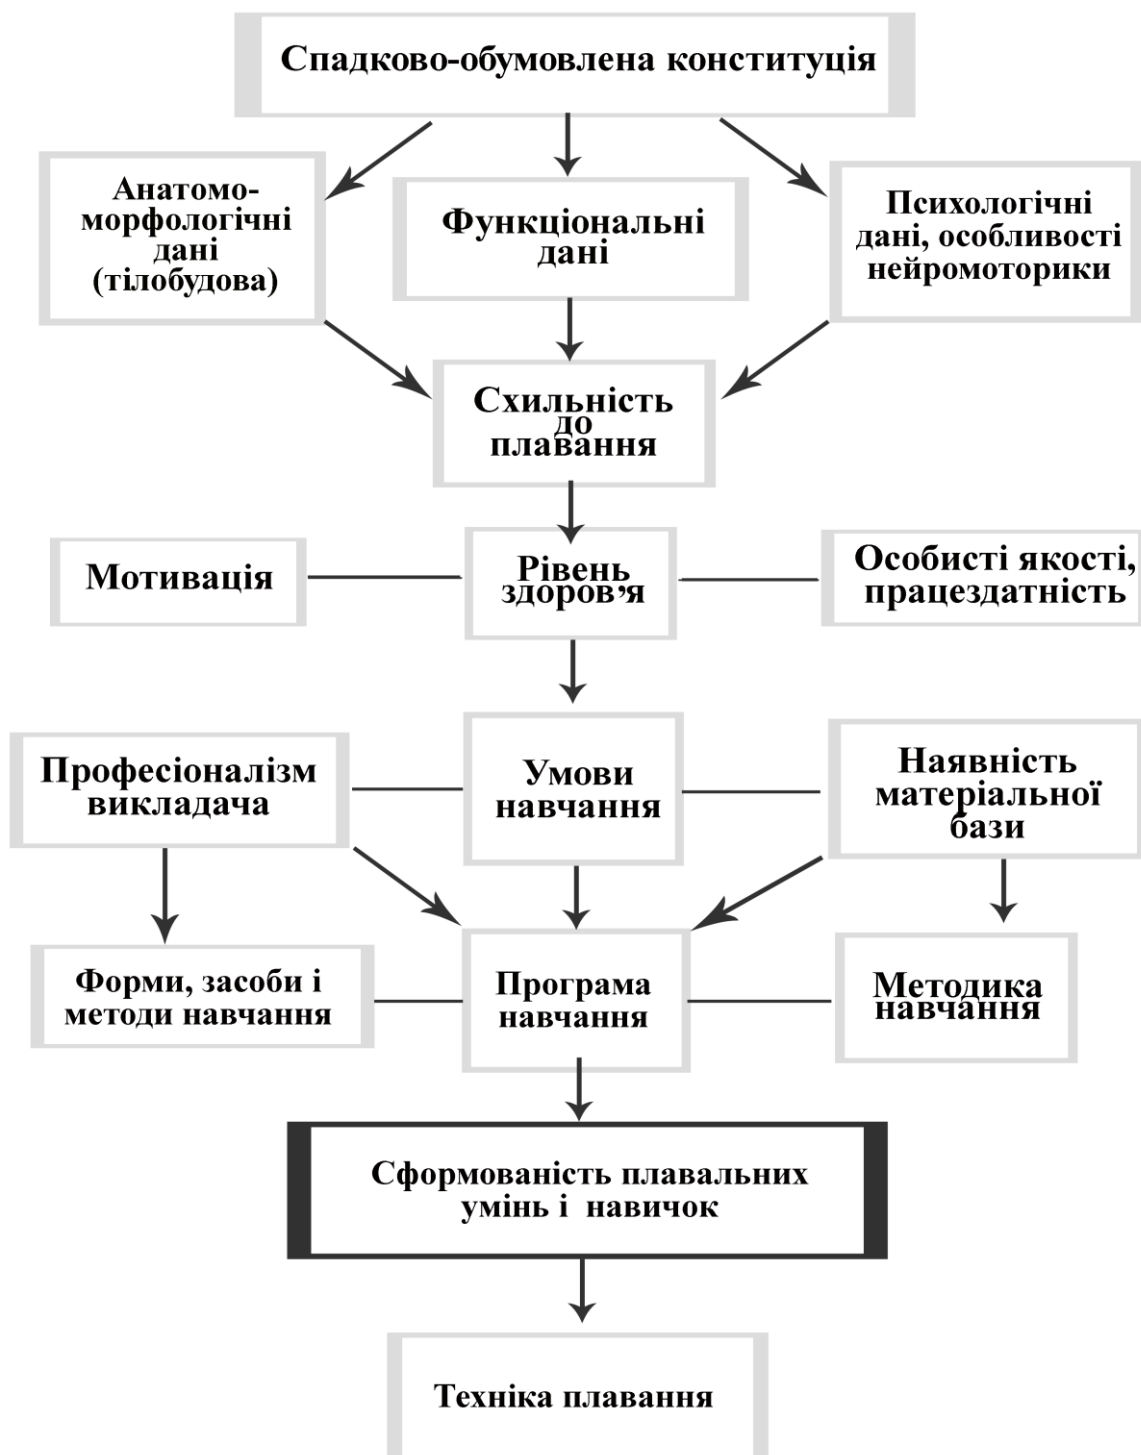 Спадково-обумовлена конституція
Анатомо-
морфологічні
дані
(тілобудова)
Функціональні
дані
Психологічні
дані, особливості
нейромоторики
Схильність
до
плавання
Мотивація
Рівень
здоров’я
Особисті якості,
працездатність
Професіоналізм
викладача
Умови
навчання
Наявність
матеріальної
бази
Форми, засоби і
методи навчання
Програма
навчання
Методика
навчання
Сформованість плавальних
умінь і навичок
Техніка плавання